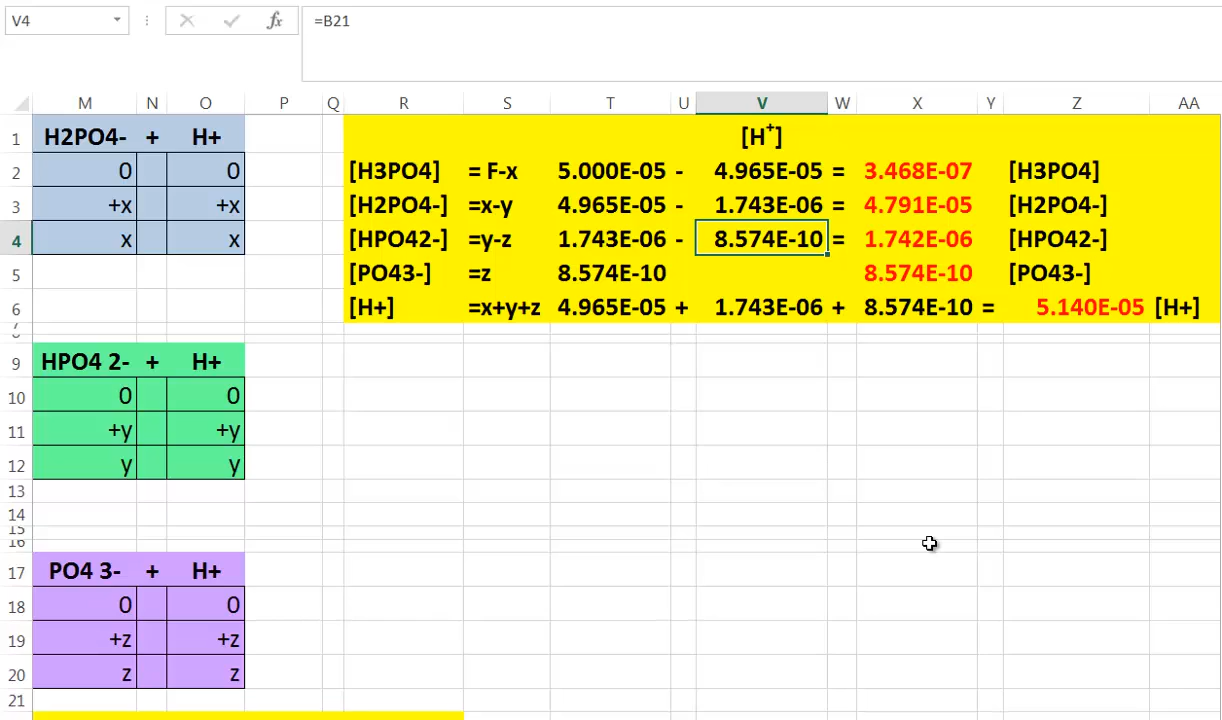 V4 =B21
M N O P Q R S T U V W X Y Z AA
1 H2PO4- + H+ [H+]
2 0 0 [H3PO4] = F-x 5.000E-05 - 4.965E-05 = 3.468E-07 [H3PO4]
3 +x +x [H2PO4-] =x-y 4.965E-05 - 1.743E-06 = 4.791E-05 [H2PO4-]
4 x x [HPO42-] =y-z 1.743E-06 - 8.574E-10 = 1.742E-06 [HPO42-]
5 [PO43-] =z 8.574E-10 8.574E-10 [PO43-]
6 [H+] =x+y+z 4.965E-05 + 1.743E-06 + 8.574E-10 = 5.140E-05 [H+]
7
9 HPO4 2- + H+
10 0 0
11 +y +y
12 y y
13
14
15
16
17 PO4 3- + H+
18 0 0
19 +z +z
20 z z
21